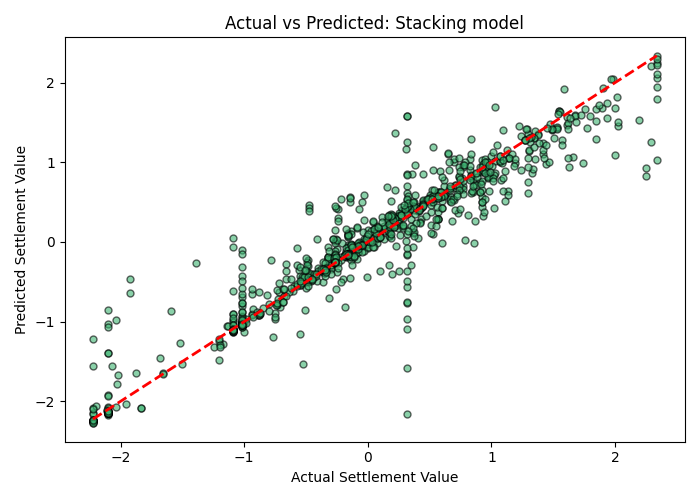 Actual vs Predicted: Stacking model
Predicted Settlement Value
2
1
0
−1
−2
−2 −1 0 1 2
Actual Settlement Value